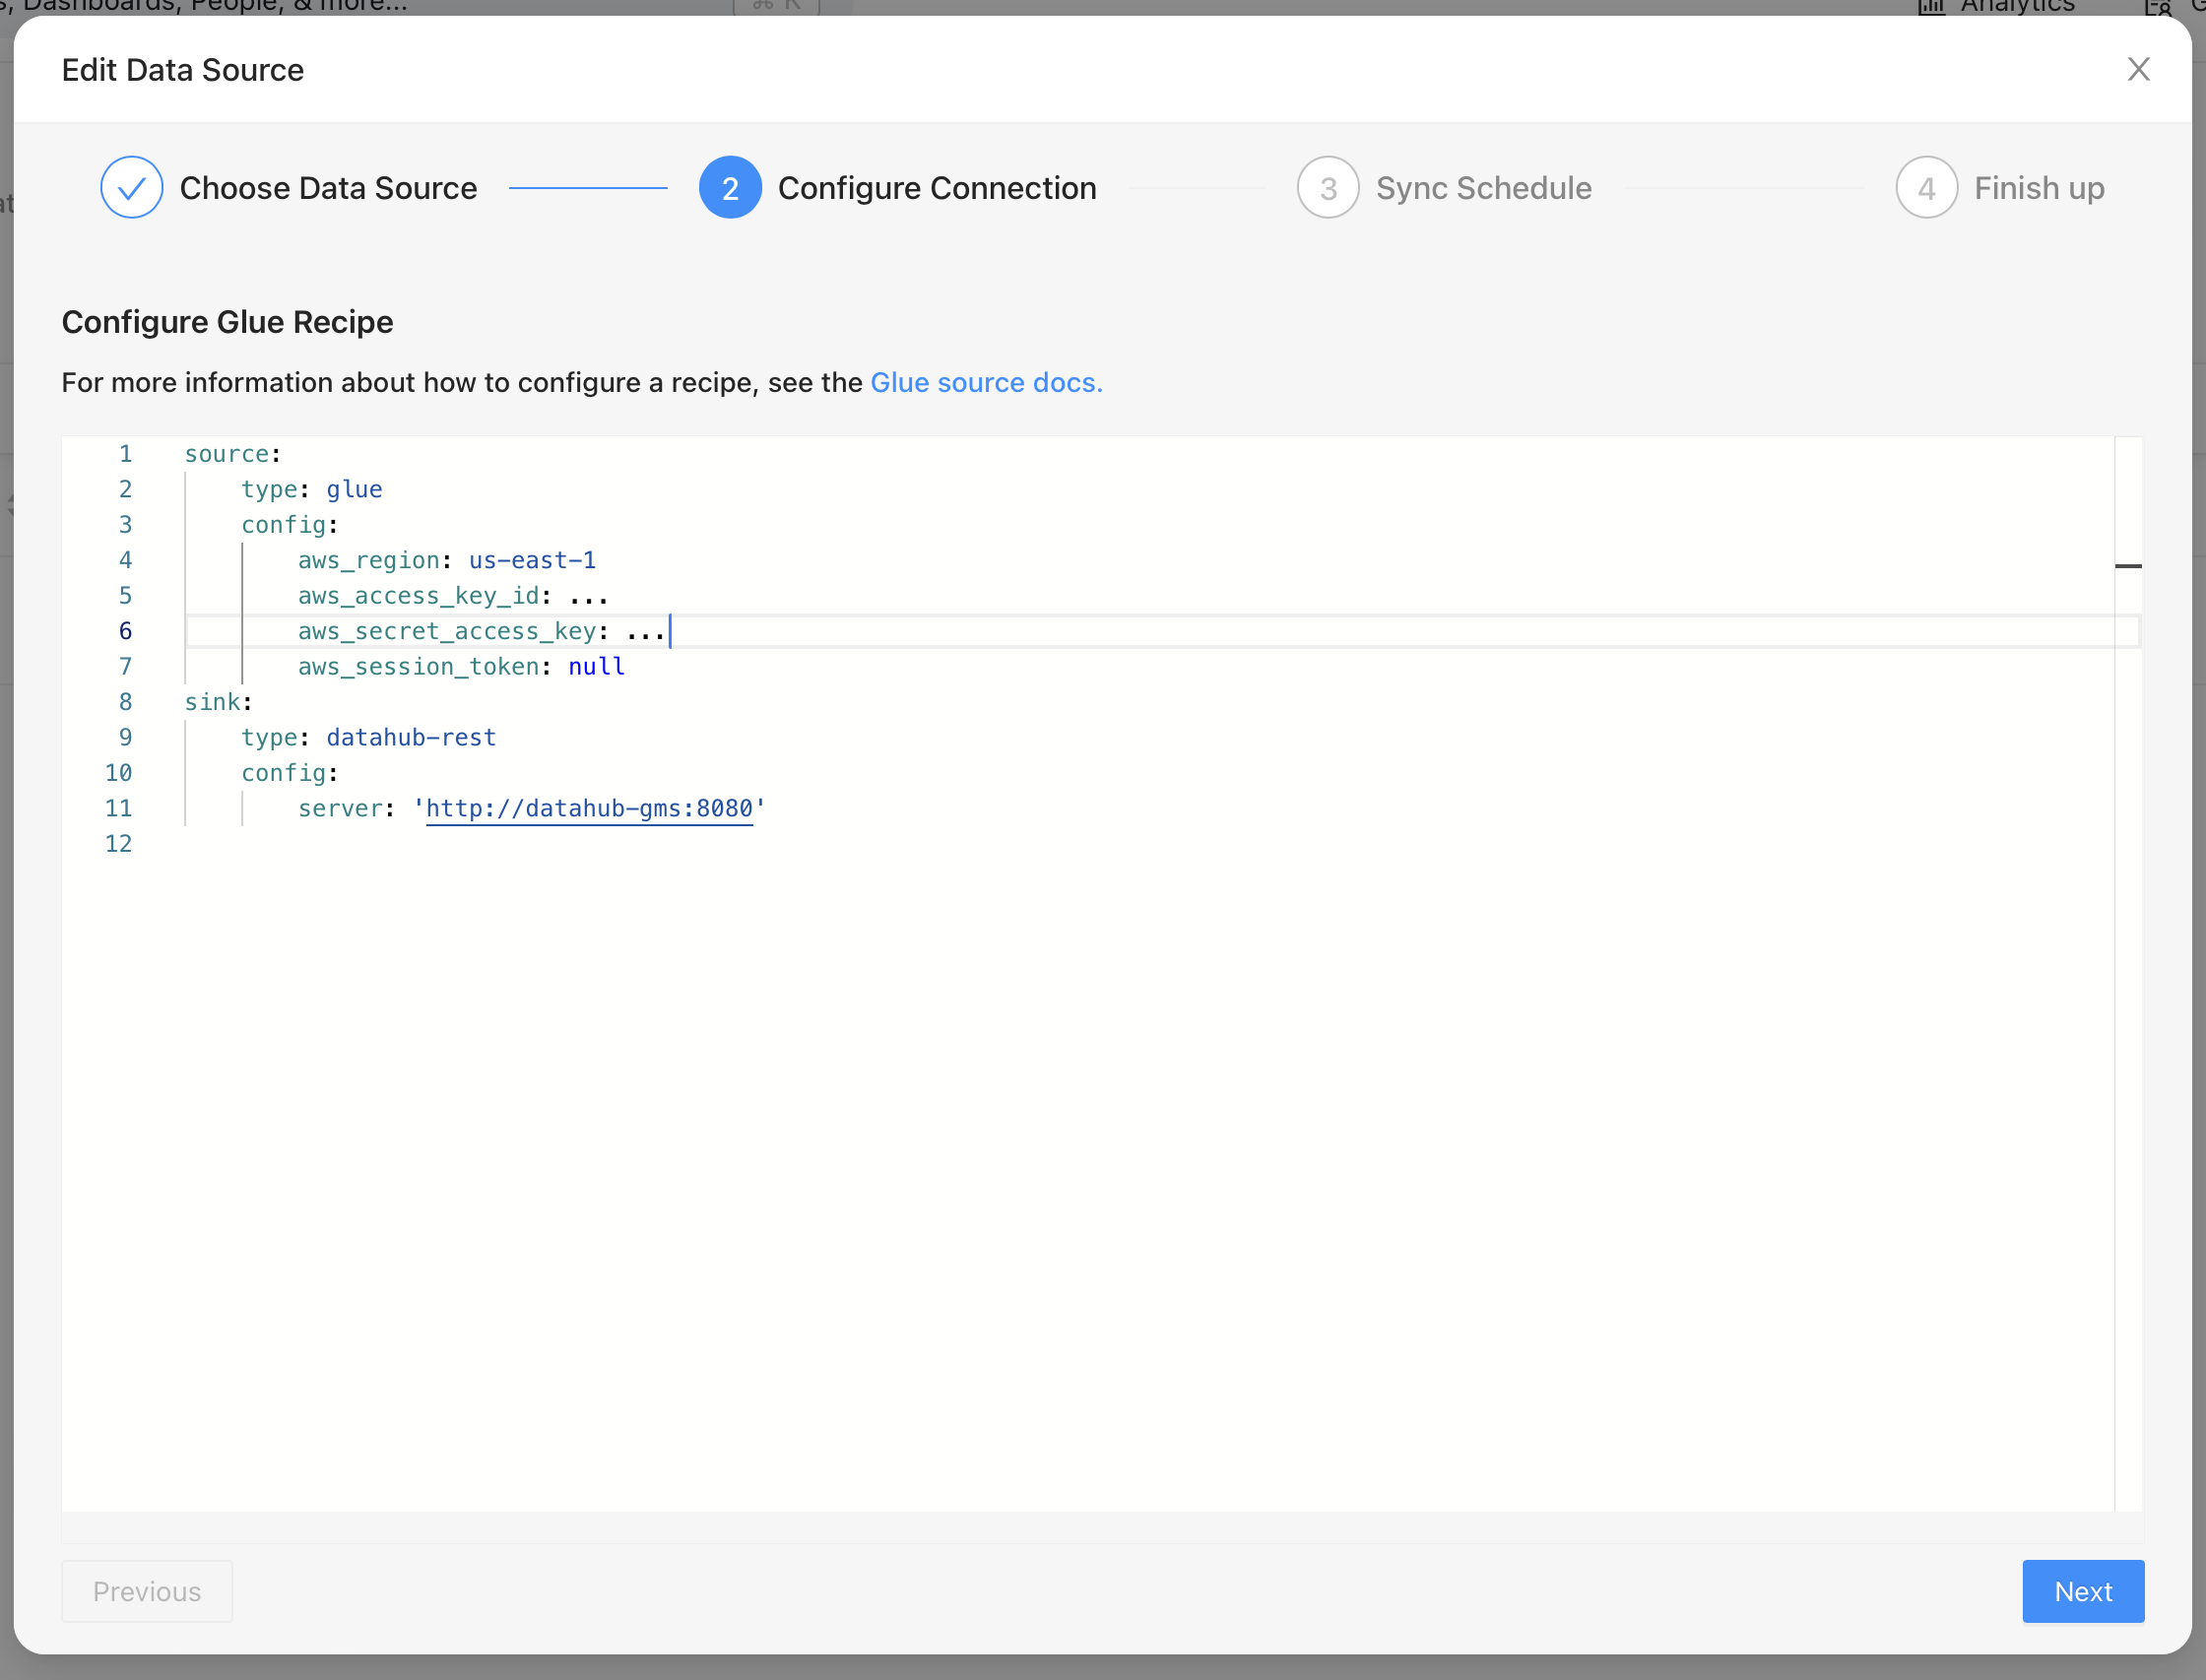 Dashboards, People, & more...
⌘ K
Analytics
Edit Data Source
Choose Data Source
2 Configure Connection
3 Sync Schedule
4 Finish up
Configure Glue Recipe
For more information about how to configure a recipe, see the Glue source docs.
1 source:
2 type: glue
3 config:
4 aws_region: us-east-1
5 aws_access_key_id: ...
6 aws_secret_access_key: ...
7 aws_session_token: null
8 sink:
9 type: datahub-rest
10 config:
11 server: 'http://datahub-gms:8080'
12
Previous
Next